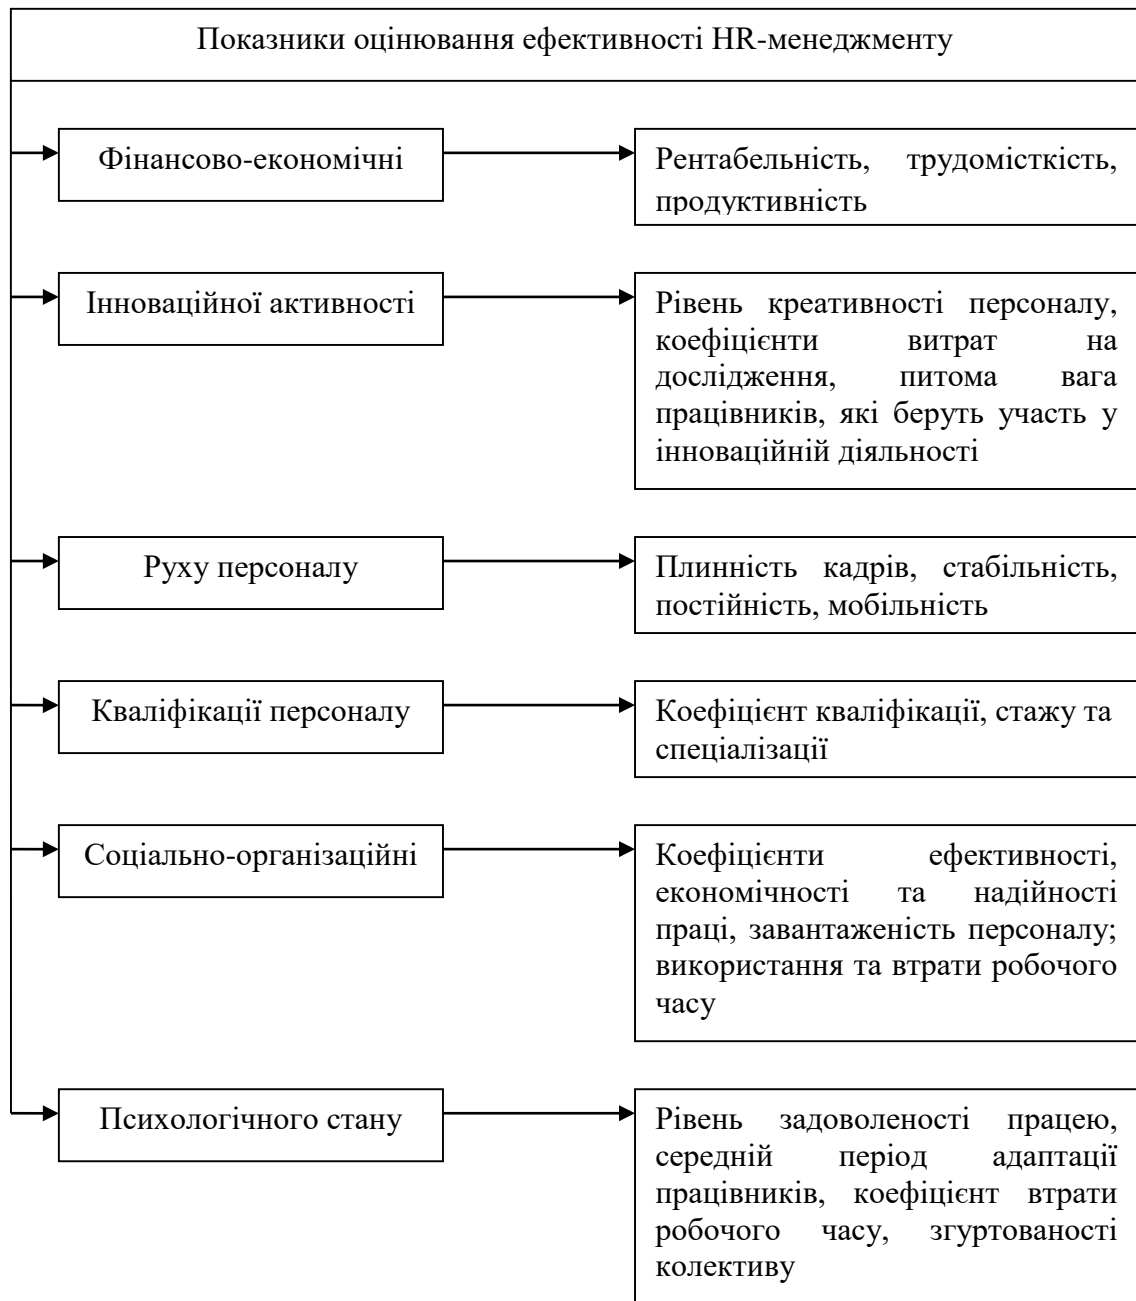 Показники оцінювання ефективності HR-менеджменту
Фінансово-економічні
Рентабельність, трудомісткість,
продуктивність
Інноваційної активності
Рівень креативності персоналу,
коефіцієнти витрат на
дослідження, питома вага
працівників, які беруть участь у
інноваційній діяльності
Руху персоналу
Плинність кадрів, стабільність,
постійність, мобільність
Кваліфікації персоналу
Коефіцієнт кваліфікації, стажу та
спеціалізації
Соціально-організаційні
Коефіцієнти ефективності,
економічності та надійності
праці, завантаженість персоналу;
використання та втрати робочого
часу
Психологічного стану
Рівень задоволеності працею,
середній період адаптації
працівників, коефіцієнт втрати
робочого часу, згуртованості
колективу